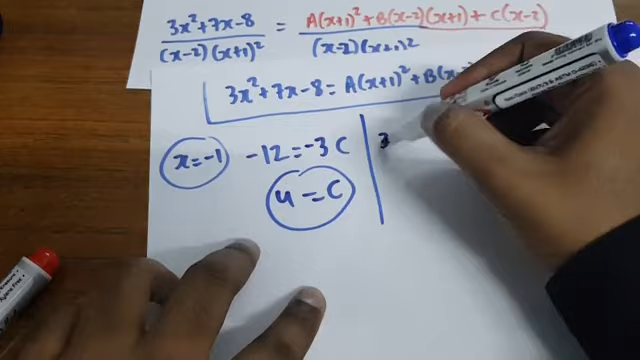 3x²+7x-8 / (x-2)(x+1)² = A(x+1)²+B(x-2)(x+1)+C(x-2) / (x-2)(x+1)²
3x²+7x-8 = A(x+1)²+B(x
x=-1 -12=-3C
4=C